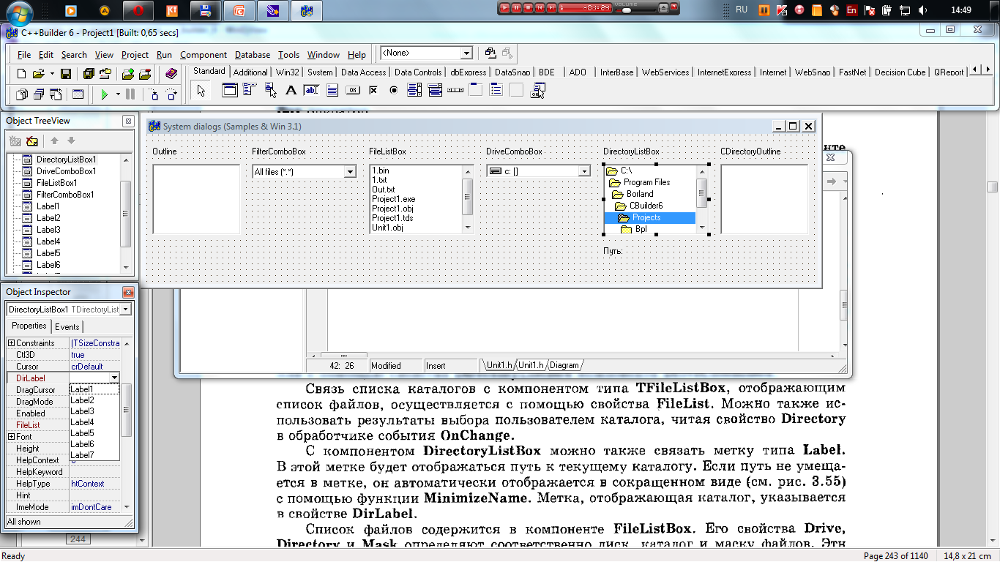 VOLUME
-01:24
RU
En
14:49
C++Builder 6 - Project1 [Built: 0,65 secs]
File Edit Search View Project Run Component Database Tools Window Help
<None>
Standard Additional Win32 System Data Access Data Controls dbExpress DataSnap BDE ADO InterBase WebServices InternetExpress Internet WebSnap FastNet Decision Cube QReport
Object TreeView
DirectoryListBox1
DriveComboBox1
FileListBox1
FilterComboBox1
Label1
Label2
Label3
Label4
Label5
Label6
System dialogs (Samples & Win 3.1)
Outline FilterComboBox FileListBox DriveComboBox DirectoryListBox CDirectoryOutline
All files (*.*)
1.bin
1.txt
Out.txt
Project1.exe
Project1.obj
Project1.tds
Unit1.obj
c: []
C:\
Program Files
Borland
CBuilder6
Projects
Bpl
Путь:
Object Inspector
DirectoryListBox1 TDirectoryList
Properties Events
Constraints (TSizeConstra
Ctl3D true
Cursor crDefault
DirLabel
DragCursor
DragMode
Enabled
FileList
Font
Height
HelpContext
HelpKeyword
HelpType htContext
Hint
ImeMode imDontCare
Label1
Label2
Label3
Label4
Label5
Label6
Label7
All shown
42: 26 Modified Insert Unit1.h Unit1.h Diagram
Связь списка каталогов с компонентом типа TFileListBox, отображающим
список файлов, осуществляется с помощью свойства FileList. Можно также ис-
пользовать результаты выбора пользователем каталога, читая свойство Directory
в обработчике события OnChange.
С компонентом DirectoryListBox можно также связать метку типа Label.
В этой метке будет отображаться путь к текущему каталогу. Если путь не умеща-
ется в метке, он автоматически отображается в сокращенном виде (см. рис. 3.55)
с помощью функции MinimizeName. Метка, отображающая каталог, указывается
в свойстве DirLabel.
Список файлов содержится в компоненте FileListBox. Его свойства Drive,
Directory и Mask определяют соответственно диск, каталог и маску файлов. Эти
244
Ready
Page 243 of 1140
14,8 x 21 cm